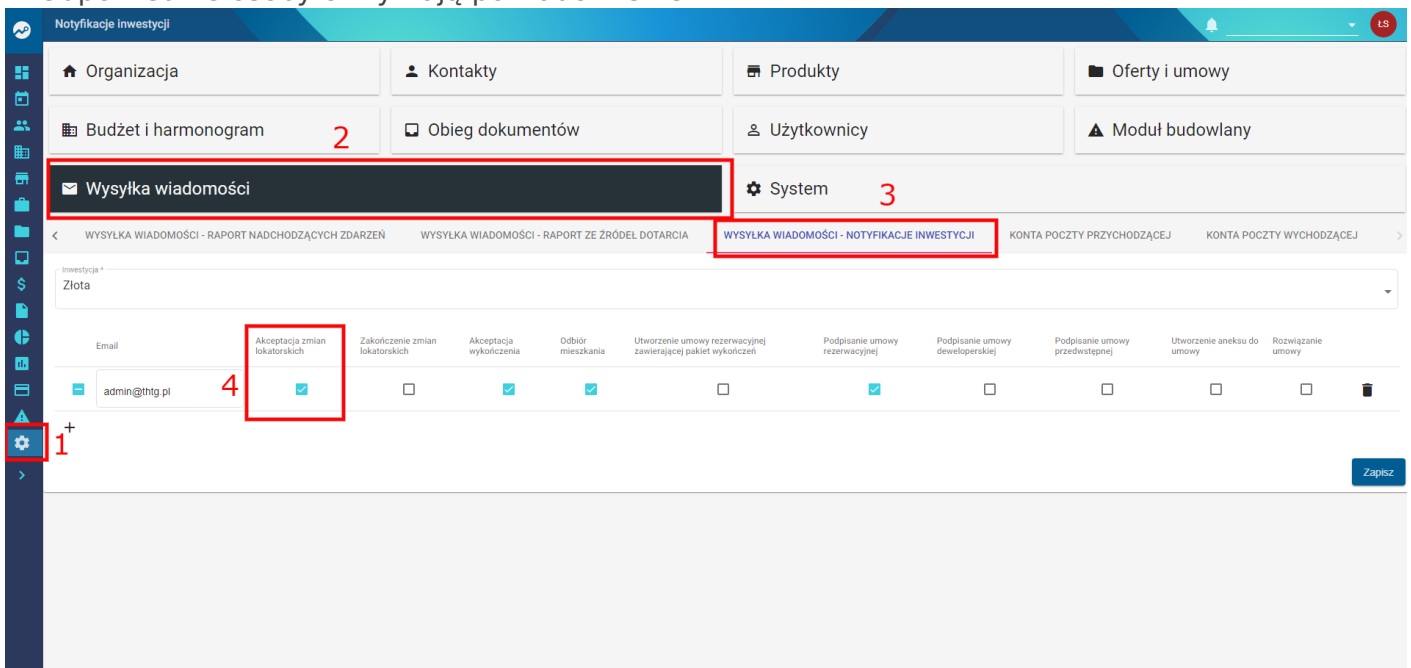 Notyfikacje inwestycji
ŁS
Organizacja
Kontakty
Produkty
Oferty i umowy
Budżet i harmonogram
2
Obieg dokumentów
Użytkownicy
Moduł budowlany
Wysyłka wiadomości
System
3
WYSYŁKA WIADOMOŚCI - RAPORT NADCHODZĄCYCH ZDARZEŃ
WYSYŁKA WIADOMOŚCI - RAPORT ZE ŹRÓDEŁ DOTARCIA
WYSYŁKA WIADOMOŚCI - NOTYFIKACJE INWESTYCJI
KONTA POCZTY PRZYCHODZĄCEJ
KONTA POCZTY WYCHODZĄCEJ
Inwestycja *
Złota
Email
Akceptacja zmian
lokatorskich
Zakończenie zmian
lokatorskich
Akceptacja
wykończenia
Odbiór
mieszkania
Utworzenie umowy rezerwacyjnej
zawierającej pakiet wykończeń
Podpisanie umowy
rezerwacyjnej
Podpisanie umowy
deweloperskiej
Podpisanie umowy
przedwstępnej
Utworzenie aneksu do
umowy
Rozwiązanie
umowy
admin@thtg.pl
4
+
1
Zapisz